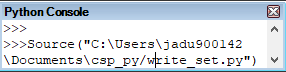 Python Console
>>>
>>>Source("C:\Users\jadu900142
\Documents\csp_py/write_set.py")